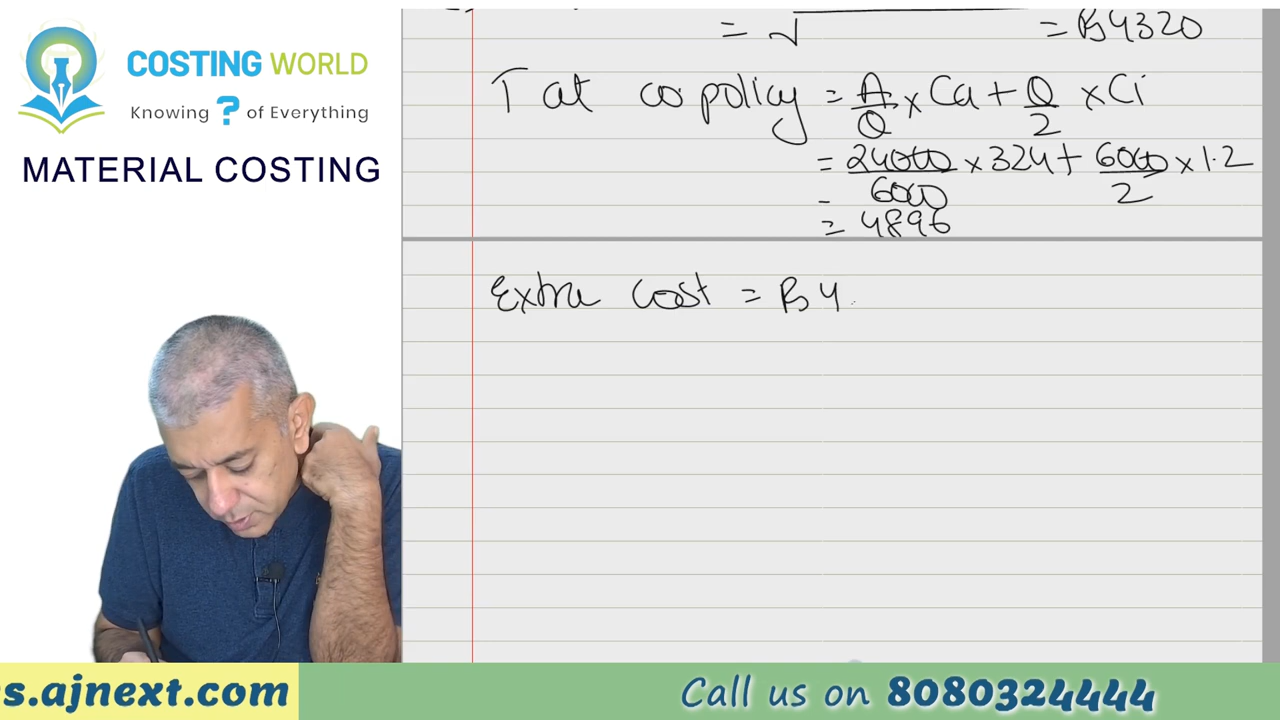 COSTING WORLD
Knowing ? of Everything
MATERIAL COSTING
= √ = Rs 4320
T at co policy = A/Q × Ca + Q/2 × Ci
= 24000/6000 × 324 + 6000/2 × 1.2
= 4896
Extra cost = Rs 4
s.ajnext.com
Call us on 8080324444